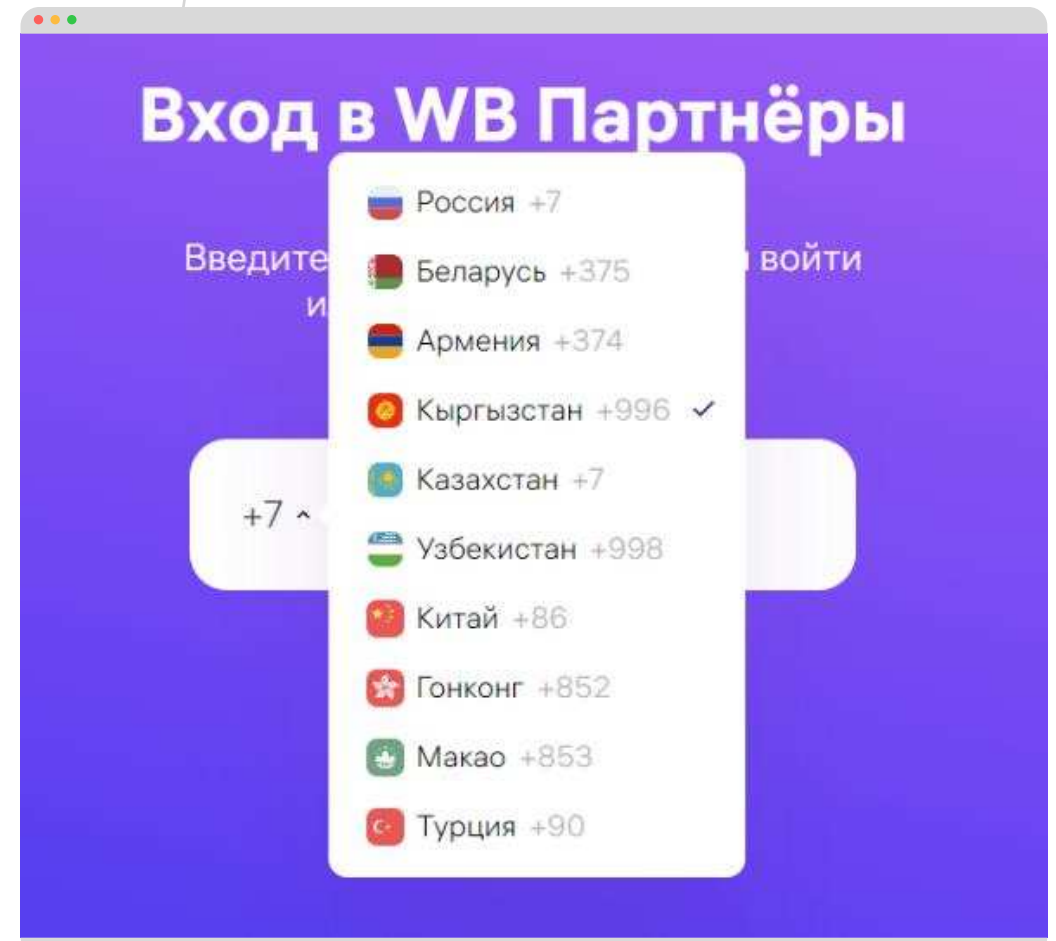 Вход в WB Партнёры
Россия +7
Введите войти
Беларусь +375
и
Армения +374
Кыргызстан +996
Казахстан +7
+7
Узбекистан +998
Китай +86
Гонконг +852
Макао +853
Турция +90